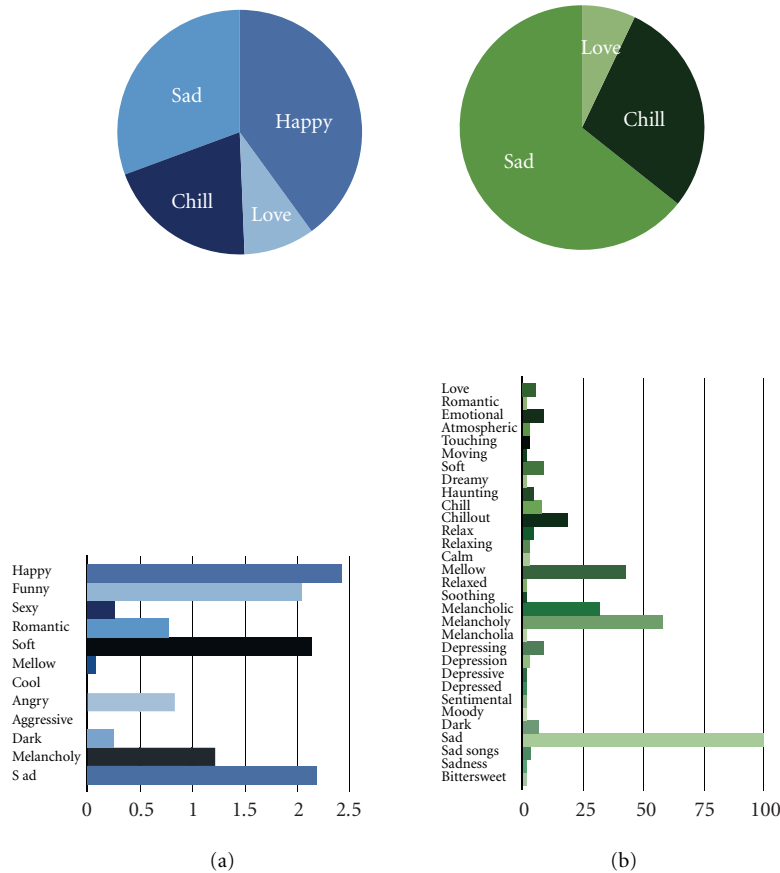 Sad
Happy
Chill
Love
Love
Chill
Sad
Happy
Funny
Sexy
Romantic
Soft
Mellow
Cool
Angry
Aggressive
Dark
Melancholy
S ad
0 0.5 1 1.5 2 2.5
(a)
Love
Romantic
Emotional
Atmospheric
Touching
Moving
Soft
Dreamy
Haunting
Chill
Chillout
Relax
Relaxing
Calm
Mellow
Relaxed
Soothing
Melancholic
Melancholy
Melancholia
Depressing
Depression
Depressive
Depressed
Sentimental
Moody
Dark
Sad
Sad songs
Sadness
Bittersweet
0 25 50 75 100
(b)